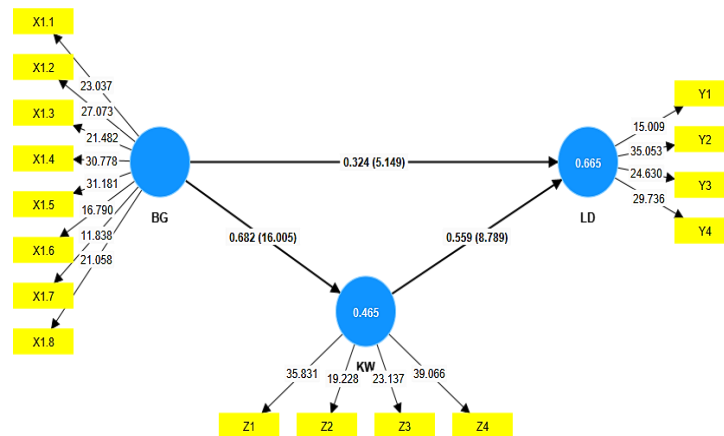 X1.1
X1.2
X1.3
X1.4
X1.5
X1.6
X1.7
X1.8
23.037
27.073
21.482
30.778
31.181
16.790
11.838
21.058
BG
0.324 (5.149)
0.682 (16.005)
0.559 (8.789)
0.665
LD
15.009
35.053
24.630
29.736
Y1
Y2
Y3
Y4
0.465
KW
35.831
19.228
23.137
39.066
Z1
Z2
Z3
Z4